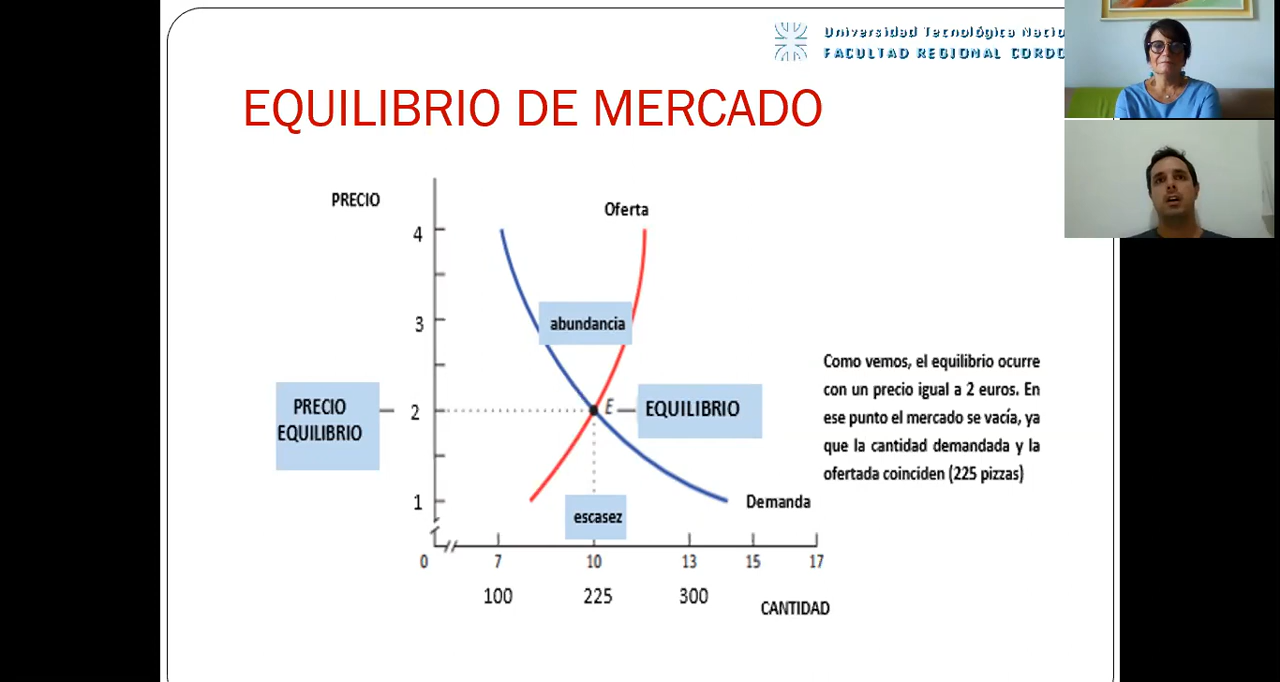 Universidad Tecnológica Nacio
FACULTAD REGIONAL CORDO
EQUILIBRIO DE MERCADO
PRECIO
Oferta
4
abundancia
3
Como vemos, el equilibrio ocurre
con un precio igual a 2 euros. En
ese punto el mercado se vacía, ya
que la cantidad demandada y la
ofertada coinciden (225 pizzas)
PRECIO
EQUILIBRIO
2
E
EQUILIBRIO
1
Demanda
escasez
0 7 10 13 15 17
100 225 300
CANTIDAD